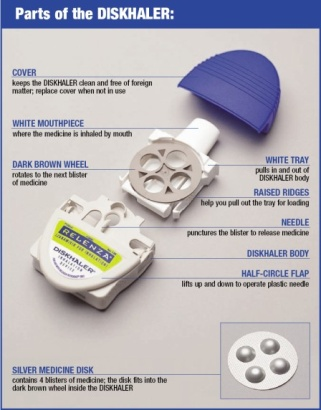 Parts of the DISKHALER:
COVER
keeps the DISKHALER clean and free of foreign
matter; replace cover when not in use
WHITE MOUTHPIECE
where the medicine is inhaled by mouth
DARK BROWN WHEEL
rotates to the next blister
of medicine
WHITE TRAY
pulls in and out of
DISKHALER body
RAISED RIDGES
help you pull out the tray for loading
NEEDLE
punctures the blister to release medicine
DISKHALER BODY
HALF-CIRCLE FLAP
lifts up and down to operate plastic needle
RELENZA
DISKHALER
INHALATION
DEVICE
SILVER MEDICINE DISK
contains 4 blisters of medicine; the disk fits into the
dark brown wheel inside the DISKHALER